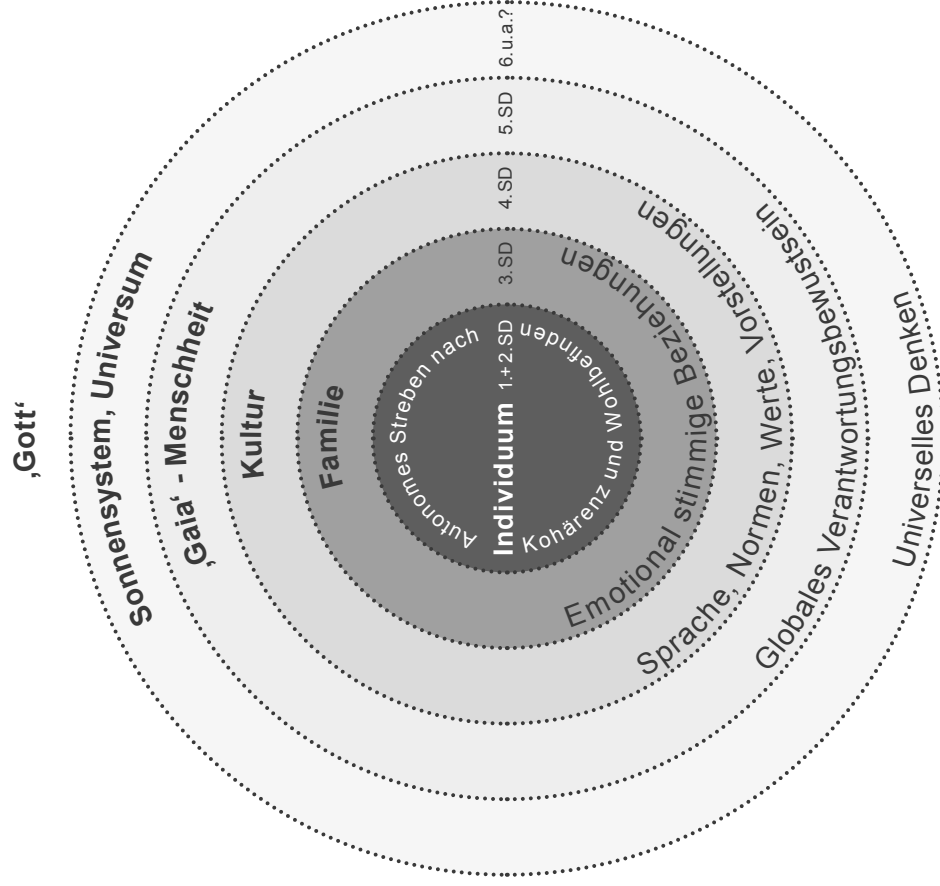 ‚Gott‘
Sonnensystem, Universum
‚Gaia‘ - Menschheit
Kultur
Familie
Autonomes Streben nach
Individuum 1.+ 2.SD
3.SD
4.SD
5.SD
6.u.a.?
Kohärenz und Wohlbefinden
Emotional stimmige Beziehungen
Sprache, Normen, Werte, Vorstellungen
Globales Verantwortungsbewustsein
Universelles Denken